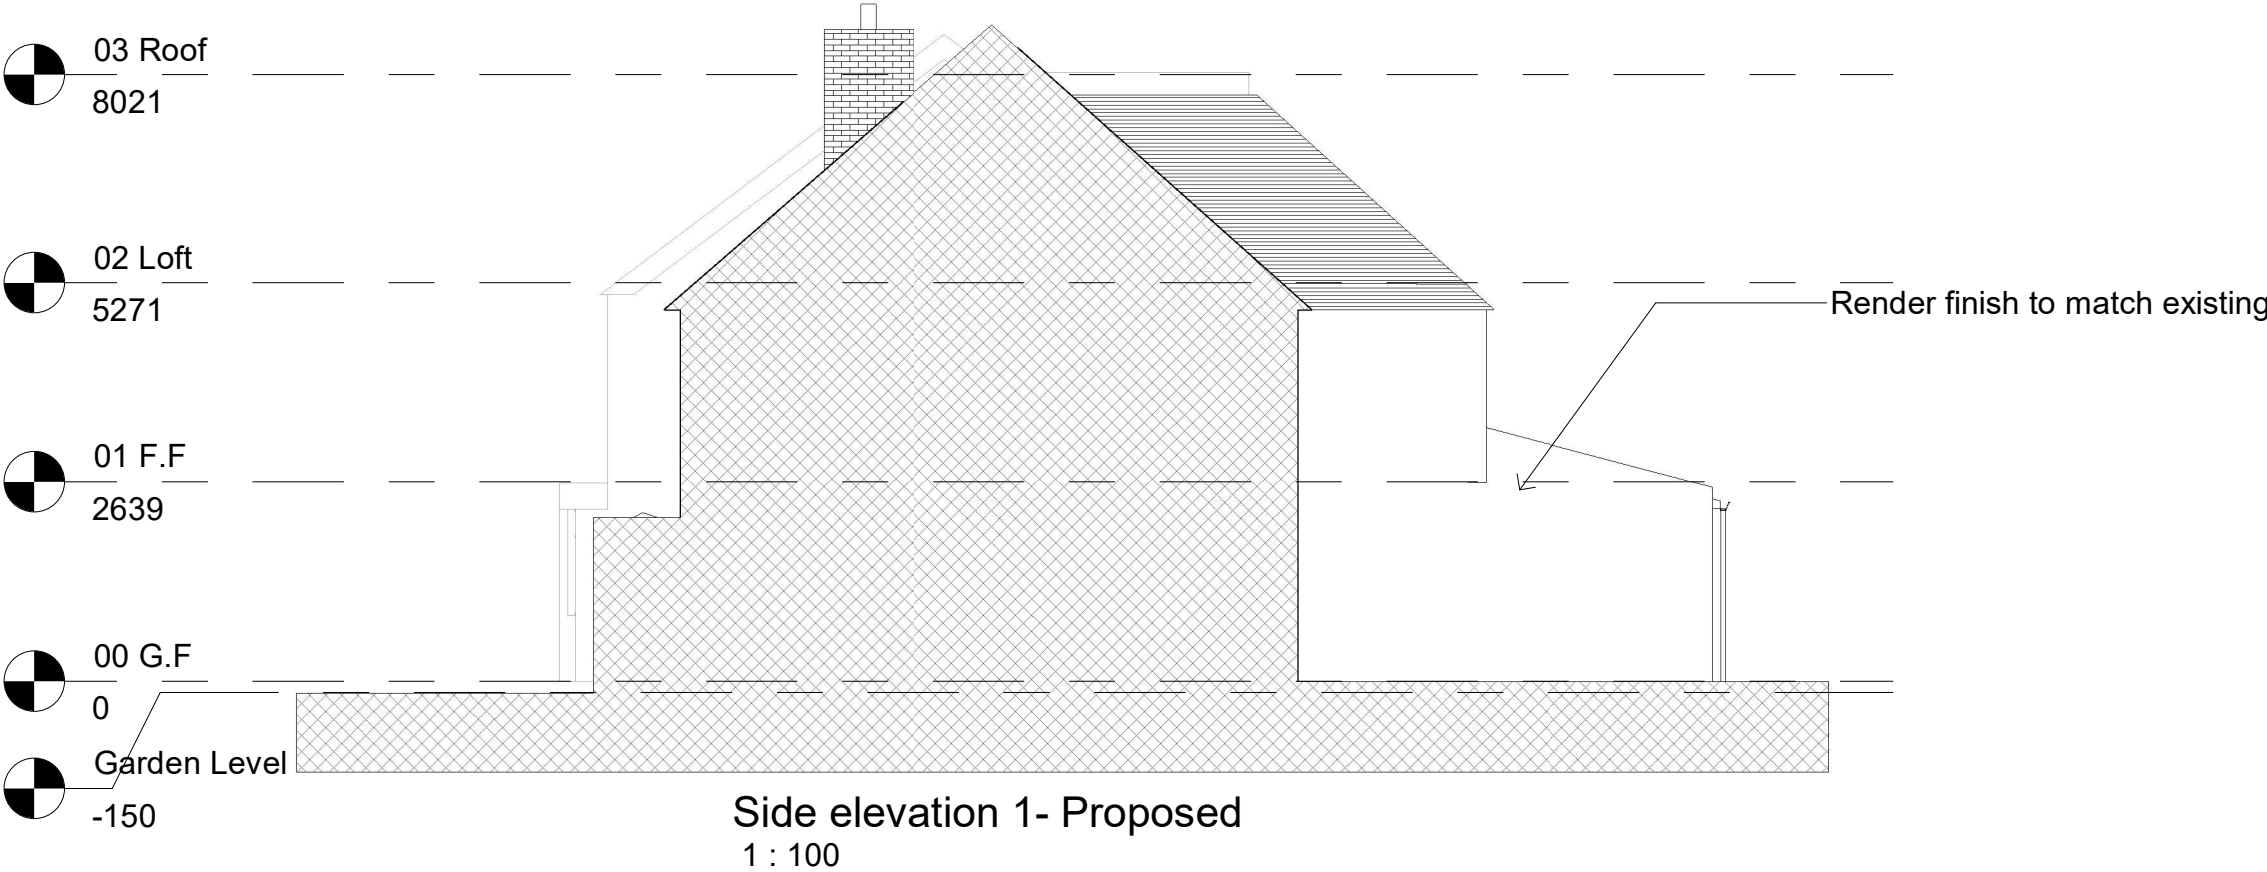 03 Roof
8021
02 Loft
5271
Render finish to match existing
01 F.F
2639
00 G.F
0
Garden Level
-150
Side elevation 1- Proposed
1 : 100